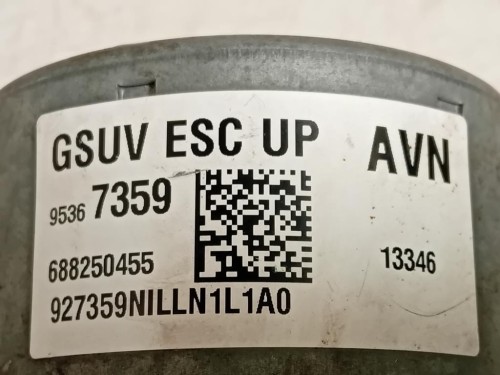 GSUV ESC UP AVN
9536 7359
688250455 13346
927359NILLN1L1A0